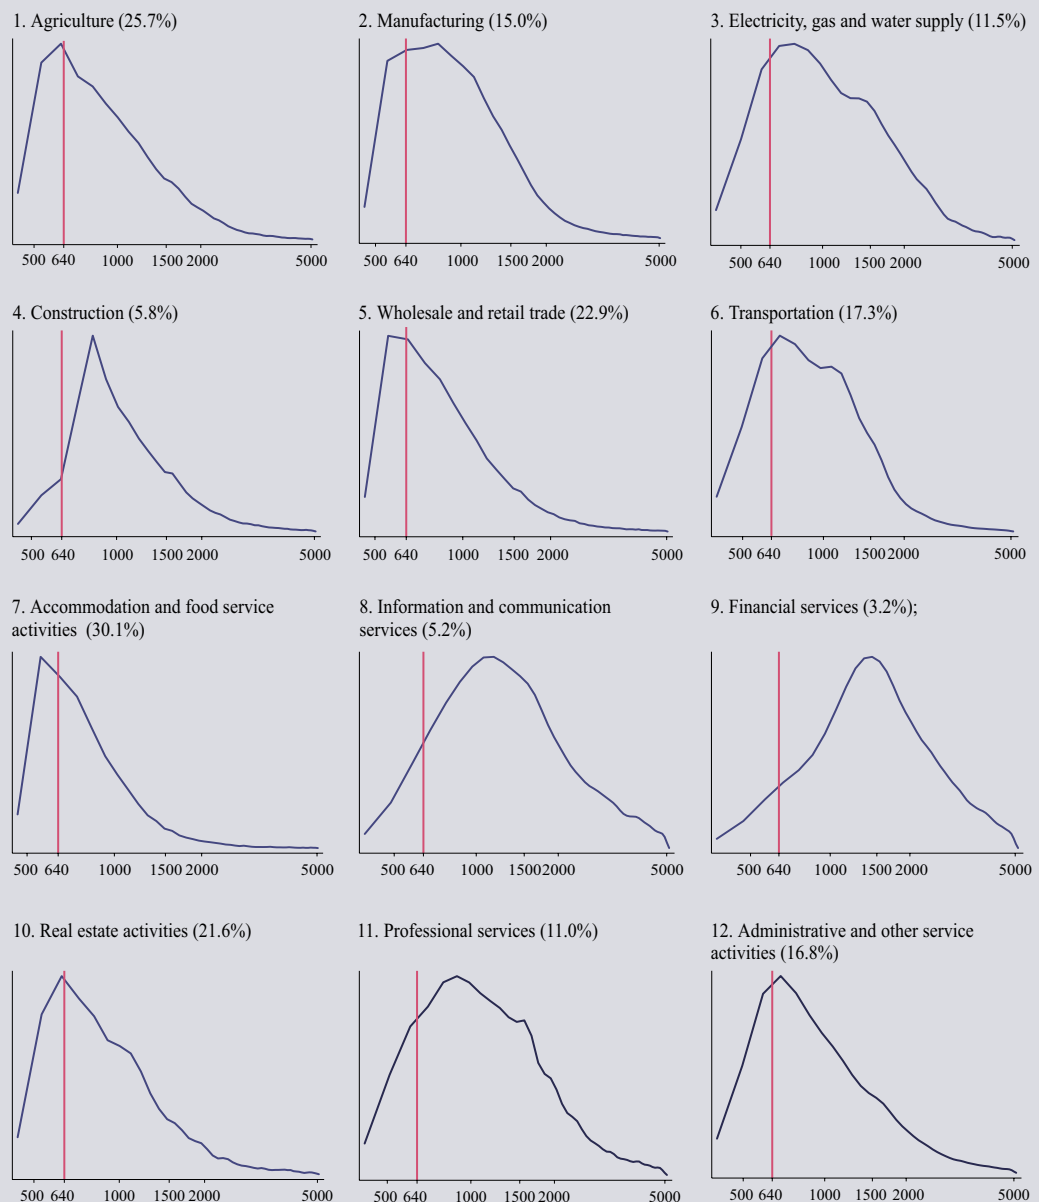 1. Agriculture (25.7%)
500 640 1000 1500 2000 5000
2. Manufacturing (15.0%)
500 640 1000 1500 2000 5000
3. Electricity, gas and water supply (11.5%)
500 640 1000 1500 2000 5000
4. Construction (5.8%)
500 640 1000 1500 2000 5000
5. Wholesale and retail trade (22.9%)
500 640 1000 1500 2000 5000
6. Transportation (17.3%)
500 640 1000 1500 2000 5000
7. Accommodation and food service
activities (30.1%)
500 640 1000 1500 2000 5000
8. Information and communication
services (5.2%)
500 640 1000 1500 2000 5000
9. Financial services (3.2%);
500 640 1000 1500 2000 5000
10. Real estate activities (21.6%)
500 640 1000 1500 2000 5000
11. Professional services (11.0%)
500 640 1000 1500 2000 5000
12. Administrative and other service
activities (16.8%)
500 640 1000 1500 2000 5000